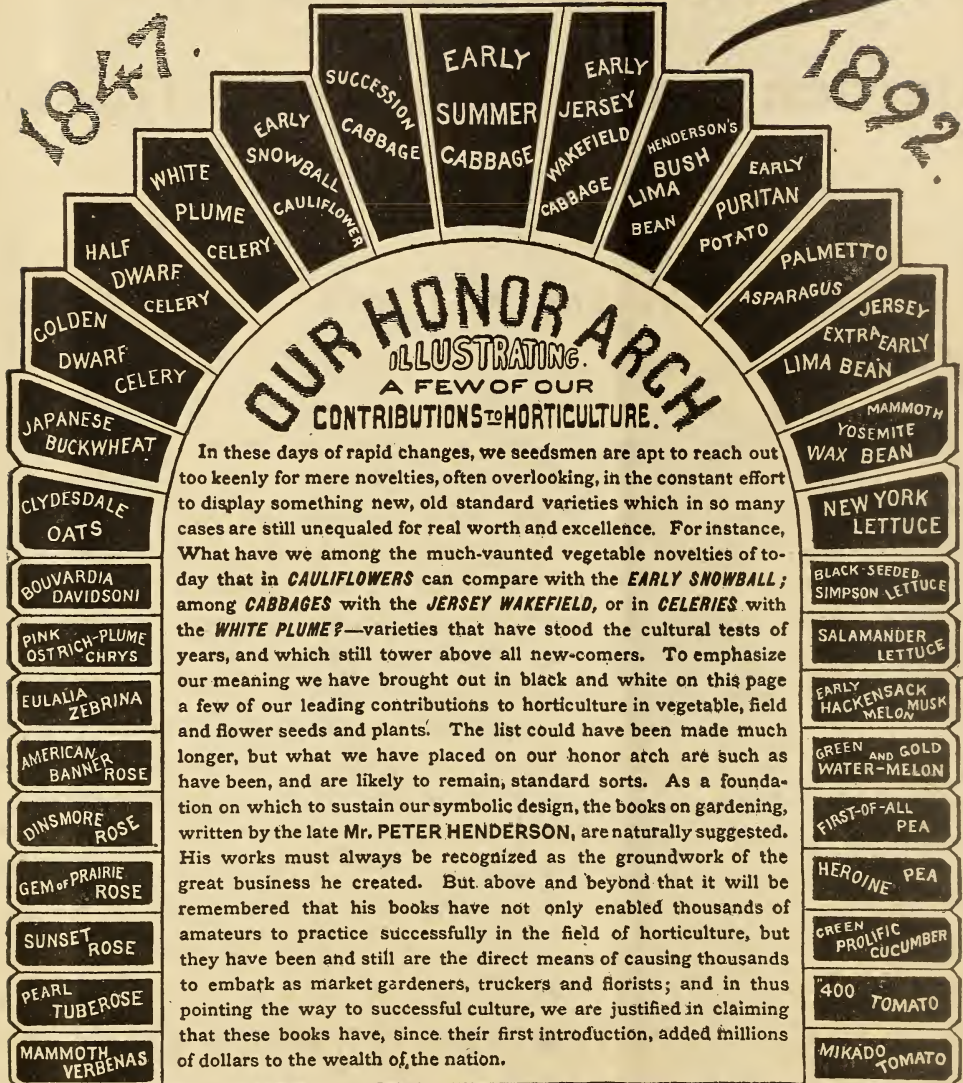 1847.
1892.
EARLY
SUMMER
CABBAGE
SUCCESSION
CABBAGE
EARLY
JERSEY
WAKEFIELD
CABBAGE
EARLY
SNOWBALL
CAULIFLOWER
HENDERSON'S
BUSH
LIMA
BEAN
WHITE
PLUME
CELERY
EARLY
PURITAN
POTATO
HALF
DWARF
CELERY
PALMETTO
ASPARAGUS
GOLDEN
DWARF
CELERY
JERSEY
EXTRA EARLY
LIMA BEAN
JAPANESE
BUCKWHEAT
MAMMOTH
YOSEMITE
WAX BEAN
CLYDESDALE
OATS
BOUVARDIA
DAVIDSONI
PINK
OSTRICH-PLUME
CHRYS
EULALIA
ZEBRINA
AMERICAN
BANNER ROSE
DINSMORE
ROSE
GEM OF PRAIRIE
ROSE
SUNSET
ROSE
PEARL
TUBEROSE
MAMMOTH
VERBENAS
OUR HONOR ARCH
ILLUSTRATING.
A FEW OF OUR
CONTRIBUTIONS TO HORTICULTURE.
In these days of rapid changes, we seedsmen are apt to reach out
too keenly for mere novelties, often overlooking, in the constant effort
to display something new, old standard varieties which in so many
cases are still unequaled for real worth and excellence. For instance,
What have we among the much-vaunted vegetable novelties of to-
day that in CAULIFLOWERS can compare with the EARLY SNOWBALL;
among CABBAGES with the JERSEY WAKEFIELD, or in CELERIES with
the WHITE PLUME?—varieties that have stood the cultural tests of
years, and which still tower above all new-comers. To emphasize
our meaning we have brought out in black and white on this page
a few of our leading contributions to horticulture in vegetable, field
and flower seeds and plants. The list could have been made much
longer, but what we have placed on our honor arch are such as
have been, and are likely to remain, standard sorts. As a founda-
tion on which to sustain our symbolic design, the books on gardening,
written by the late Mr. PETER HENDERSON, are naturally suggested.
His works must always be recognized as the groundwork of the
great business he created. But above and beyond that it will be
remembered that his books have not only enabled thousands of
amateurs to practice successfully in the field of horticulture, but
they have been and still are the direct means of causing thousands
to embark as market gardeners, truckers and florists; and in thus
pointing the way to successful culture, we are justified in claiming
that these books have, since their first introduction, added millions
of dollars to the wealth of the nation.
NEW YORK
LETTUCE
BLACK-SEEDED
SIMPSON LETTUCE
SALAMANDER
LETTUCE
EARLY
HACKENSACK MUSK
MELON
GREEN AND GOLD
WATER-MELON
FIRST-OF-ALL
PEA
HEROINE PEA
GREEN
PROLIFIC
CUCUMBER
"400
TOMATO
MIKADO
TOMATO